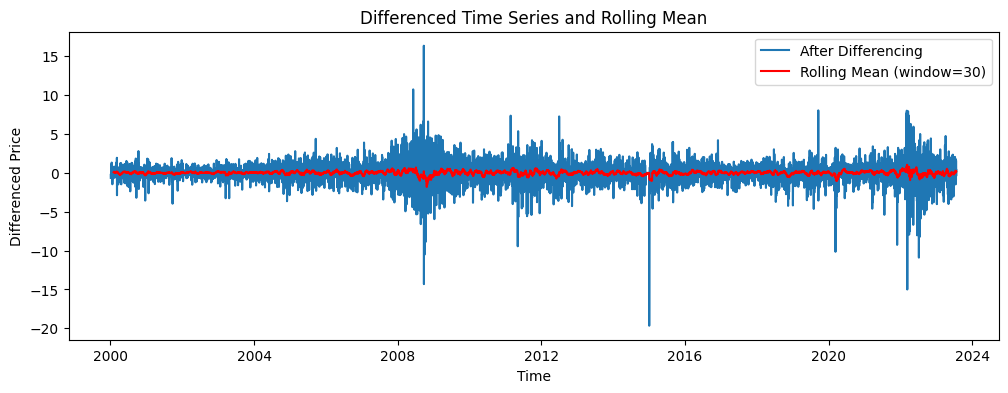 Differenced Time Series and Rolling Mean
After Differencing
Rolling Mean (window=30)
Differenced Price
15
10
5
0
−5
−10
−15
−20
2000 2004 2008 2012 2016 2020 2024
Time